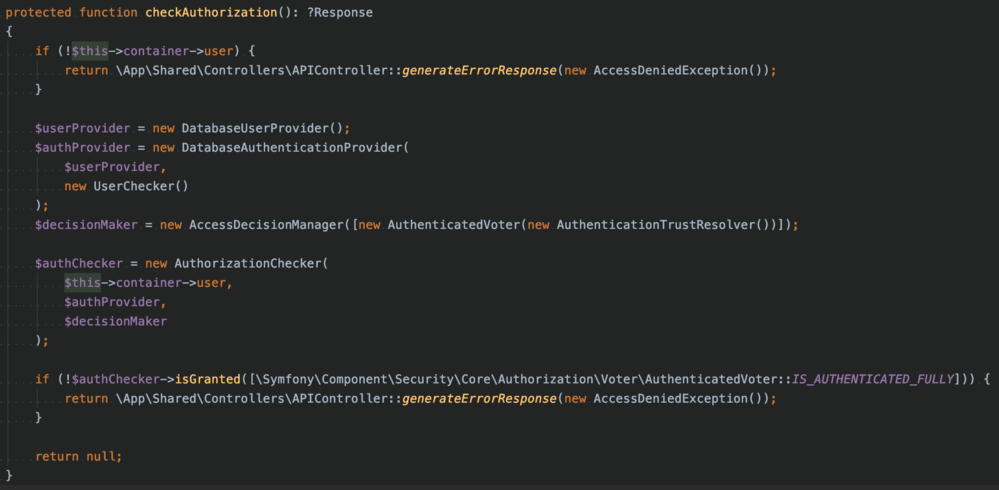 protected function checkAuthorization(): ?Response
{
if (!$this->container->user) {
return \App\Shared\Controllers\APIController::generateErrorResponse(new AccessDeniedException());
}
$userProvider = new DatabaseUserProvider();
$authProvider = new DatabaseAuthenticationProvider(
$userProvider,
new UserChecker()
);
$decisionMaker = new AccessDecisionManager([new AuthenticatedVoter(new AuthenticationTrustResolver())]);
$authChecker = new AuthorizationChecker(
$this->container->user,
$authProvider,
$decisionMaker
);
if (!$authChecker->isGranted([\Symfony\Component\Security\Core\Authorization\Voter\AuthenticatedVoter::IS_AUTHENTICATED_FULLY])) {
return \App\Shared\Controllers\APIController::generateErrorResponse(new AccessDeniedException());
}
return null;
}